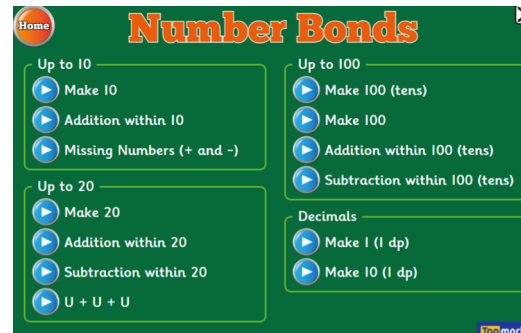 Home
Number Bonds
Up to 10
Make 10
Addition within 10
Missing Numbers (+ and -)
Up to 20
Make 20
Addition within 20
Subtraction within 20
U + U + U
Up to 100
Make 100 (tens)
Make 100
Addition within 100 (tens)
Subtraction within 100 (tens)
Decimals
Make 1 (1 dp)
Make 10 (1 dp)